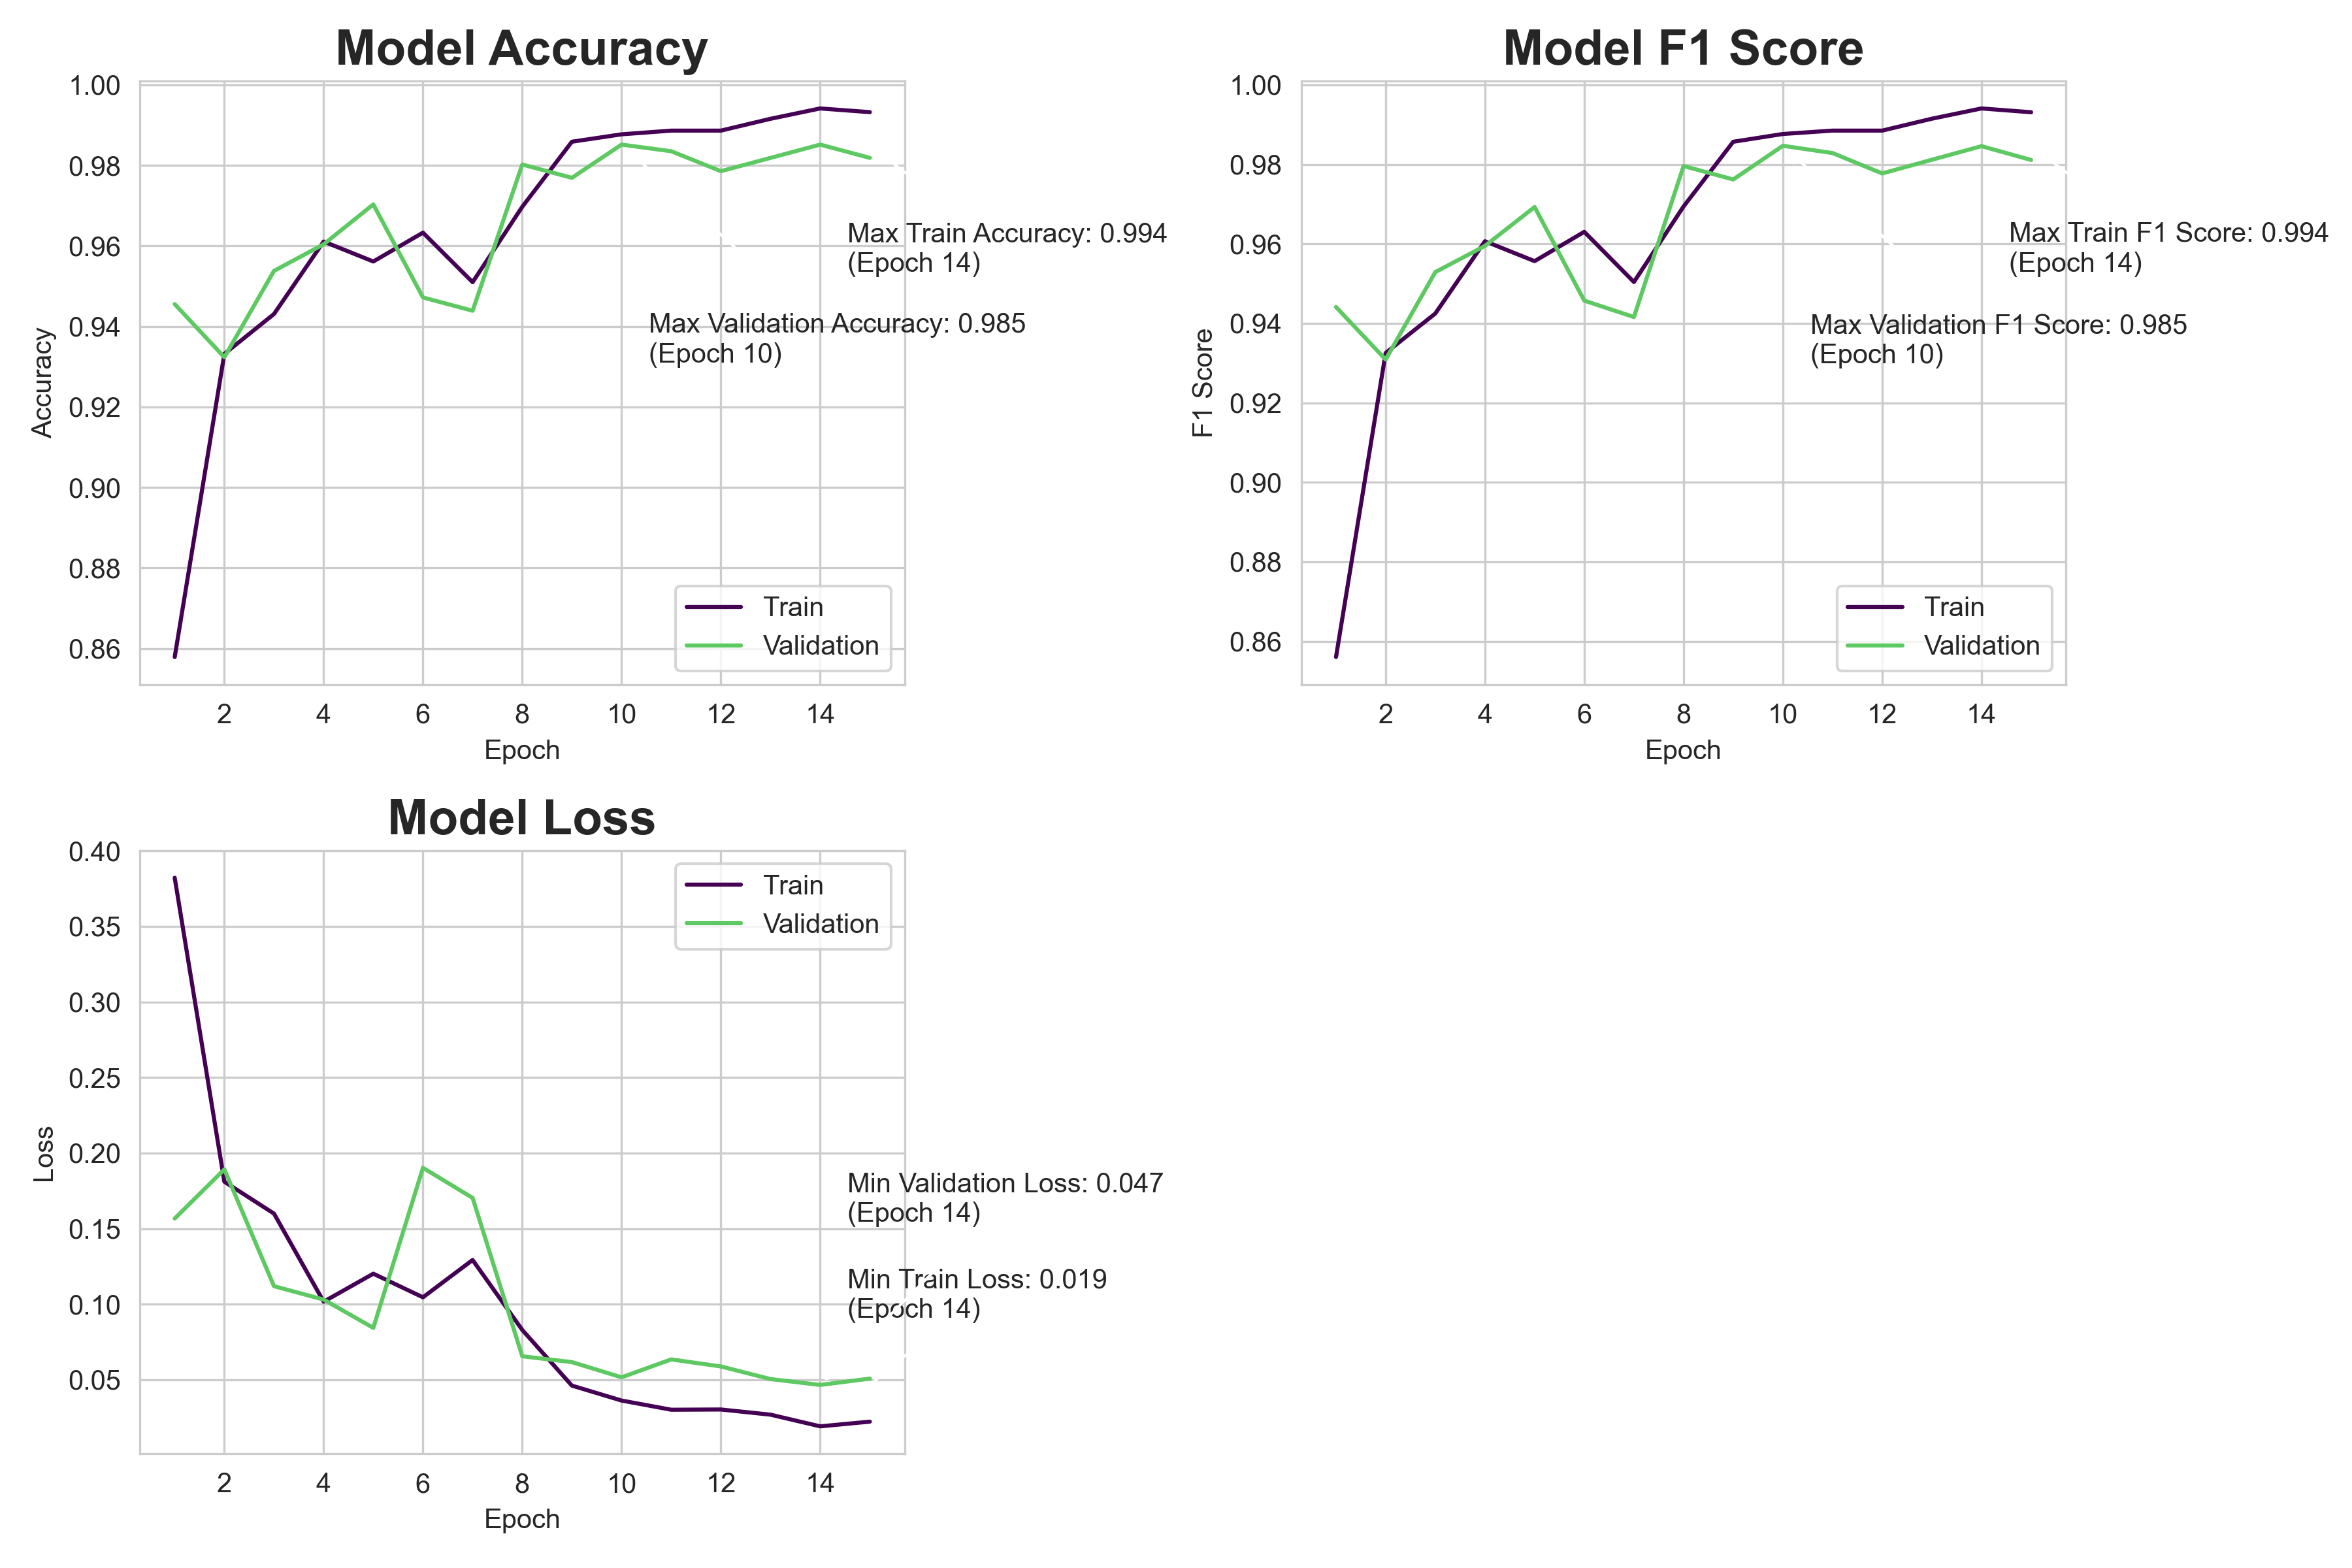 Model Accuracy
1.00
0.98
0.96
0.94
0.92
0.90
0.88
0.86
Accuracy
Max Train Accuracy: 0.994
(Epoch 14)
Max Validation Accuracy: 0.985
(Epoch 10)
Train
Validation
2 4 6 8 10 12 14
Epoch
Model F1 Score
1.00
0.98
0.96
0.94
0.92
0.90
0.88
0.86
F1 Score
Max Train F1 Score: 0.994
(Epoch 14)
Max Validation F1 Score: 0.985
(Epoch 10)
Train
Validation
2 4 6 8 10 12 14
Epoch
Model Loss
0.40
0.35
0.30
0.25
0.20
0.15
0.10
0.05
Loss
Train
Validation
Min Validation Loss: 0.047
(Epoch 14)
Min Train Loss: 0.019
(Epoch 14)
2 4 6 8 10 12 14
Epoch